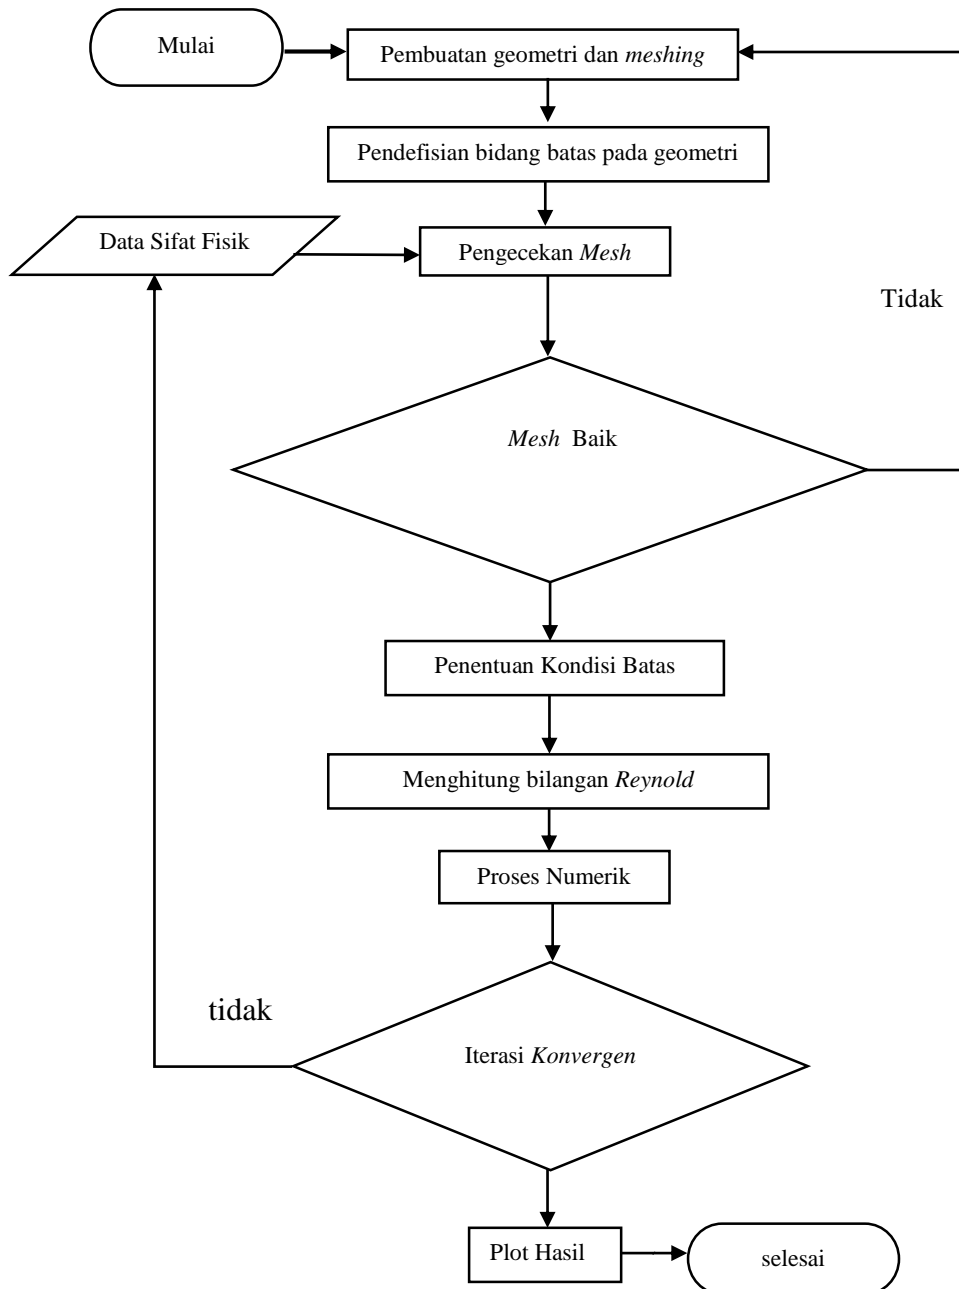 Mulai
Pembuatan geometri dan meshing
Pendefisian bidang batas pada geometri
Data Sifat Fisik
Pengecekan Mesh
Tidak
Mesh Baik
Penentuan Kondisi Batas
Menghitung bilangan Reynold
Proses Numerik
tidak
Iterasi Konvergen
Plot Hasil
selesai